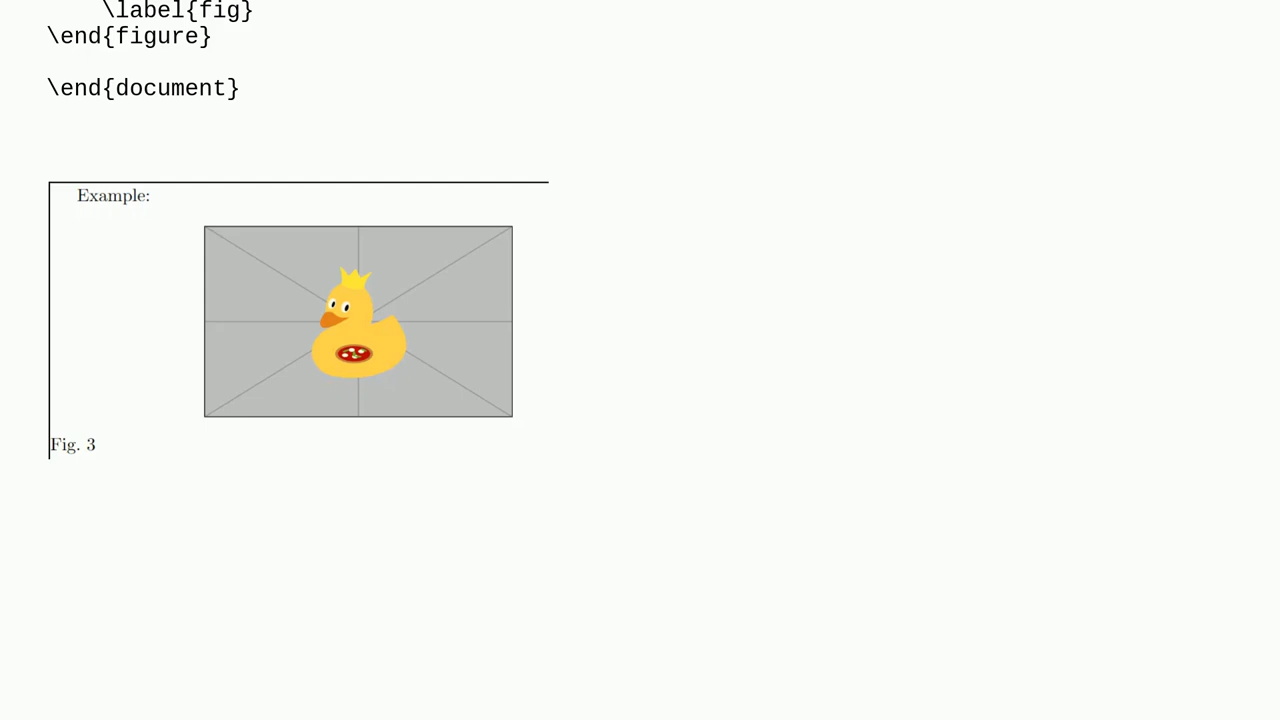 \label{fig}
\end{figure}
\end{document}
Example:
Fig. 3